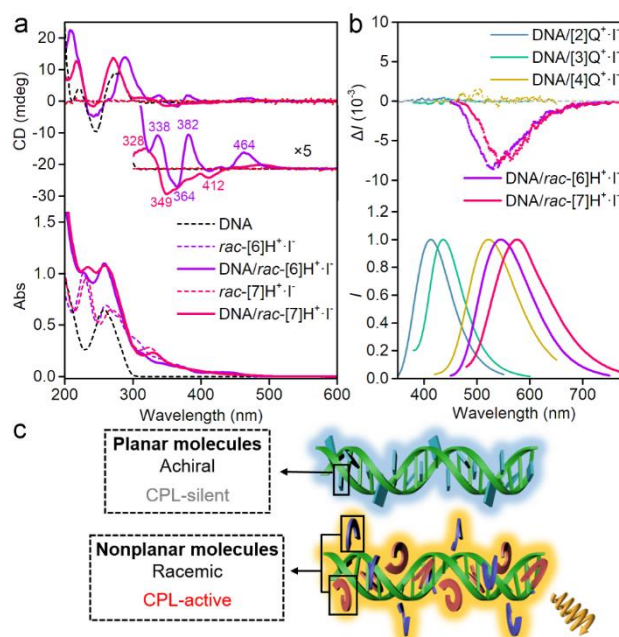 a
CD (mdeg)
20
10
0
-10
-20
-30
338
382
464
×5
328
349
364
412
Abs
1.5
1.0
0.5
0.0
DNA
rac-[6]H⁺·I⁻
DNA/rac-[6]H⁺·I⁻
rac-[7]H⁺·I⁻
DNA/rac-[7]H⁺·I⁻
200 300 400 500 600
Wavelength (nm)
b
ΔI (10⁻³)
10
5
0
-5
-10
DNA/[2]Q⁺·I⁻
DNA/[3]Q⁺·I⁻
DNA/[4]Q⁺·I⁻
DNA/rac-[6]H⁺·I⁻
DNA/rac-[7]H⁺·I⁻
I
1.0
0.8
0.6
0.4
0.2
0.0
400 500 600 700
Wavelength (nm)
c
Planar molecules
Achiral
CPL-silent
Nonplanar molecules
Racemic
CPL-active